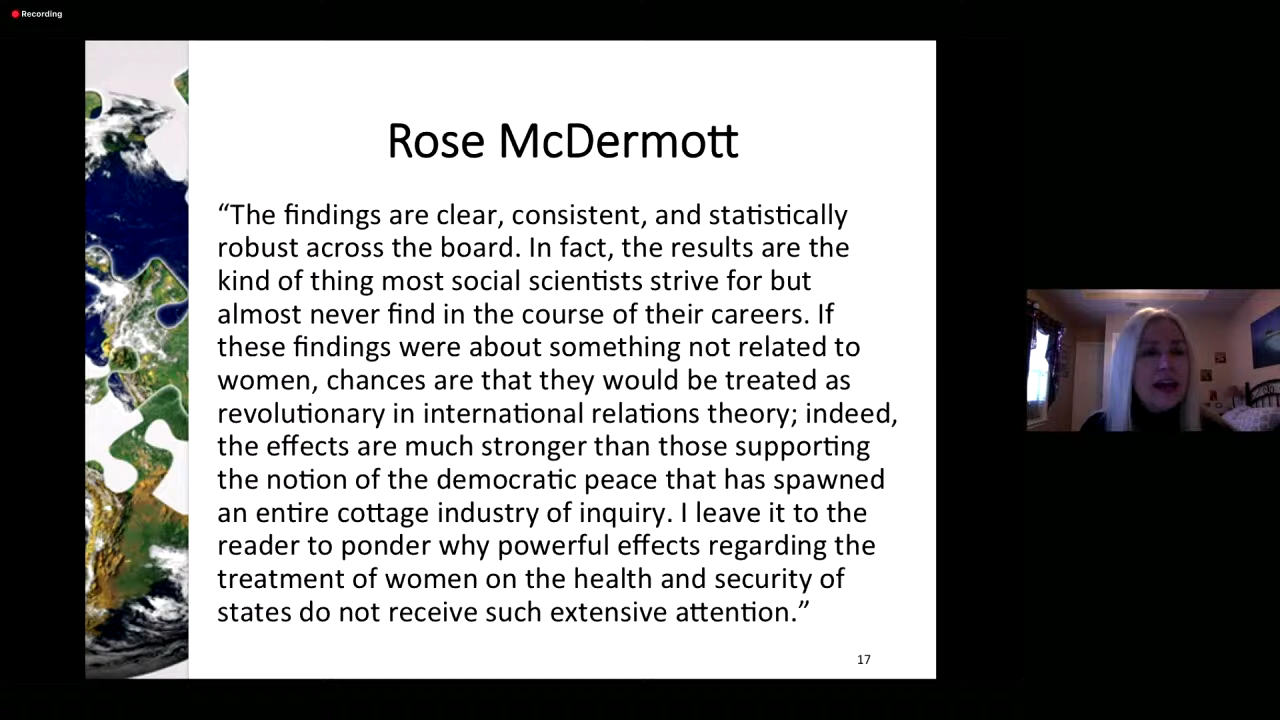 Recording
Rose McDermott
“The findings are clear, consistent, and statistically
robust across the board. In fact, the results are the
kind of thing most social scientists strive for but
almost never find in the course of their careers. If
these findings were about something not related to
women, chances are that they would be treated as
revolutionary in international relations theory; indeed,
the effects are much stronger than those supporting
the notion of the democratic peace that has spawned
an entire cottage industry of inquiry. I leave it to the
reader to ponder why powerful effects regarding the
treatment of women on the health and security of
states do not receive such extensive attention.”
17